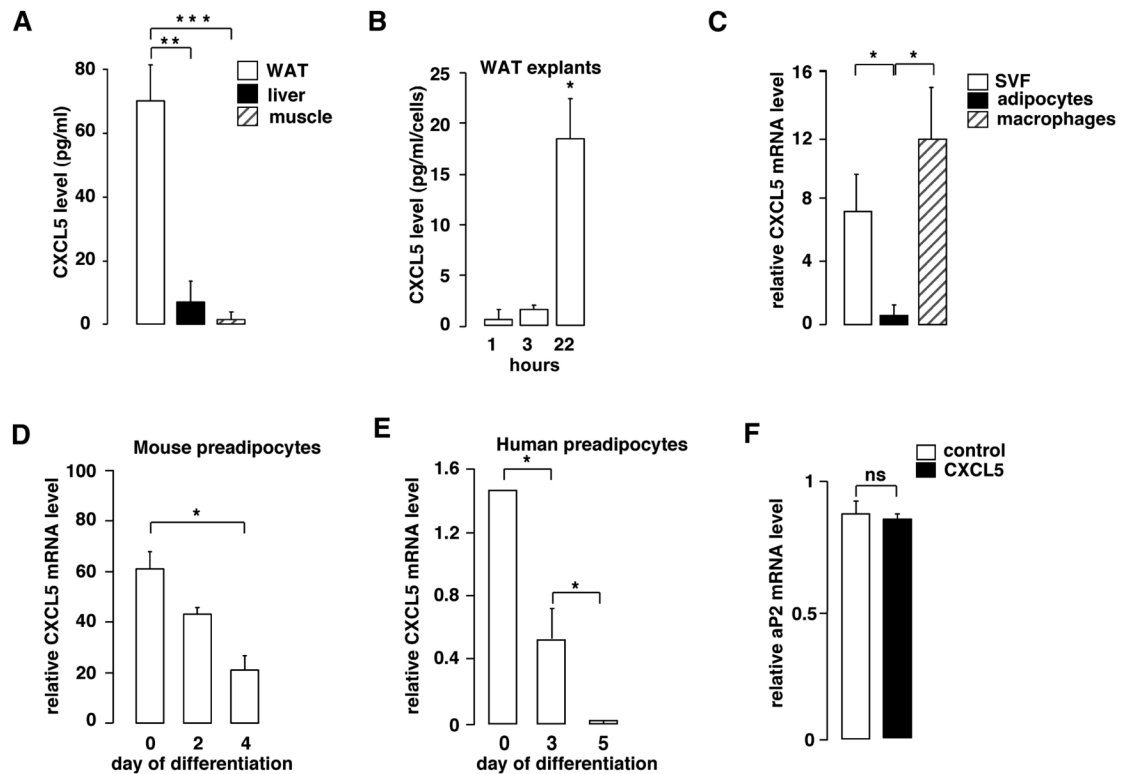 A
***
**
CXCL5 level (pg/ml)
80
60
40
20
0
WAT
liver
muscle
B
WAT explants
*
CXCL5 level (pg/ml/cells)
25
20
15
10
5
0
1 3 22
hours
C
* *
relative CXCL5 mRNA level
16
12
8
4
0
SVF
adipocytes
macrophages
D
Mouse preadipocytes
*
relative CXCL5 mRNA level
100
80
60
40
20
0
0 2 4
day of differentiation
E
Human preadipocytes
*
*
relative CXCL5 mRNA level
1.6
1.2
0.8
0.4
0
0 3 5
day of differentiation
F
control
CXCL5
ns
relative aP2 mRNA level
1
0.5
0